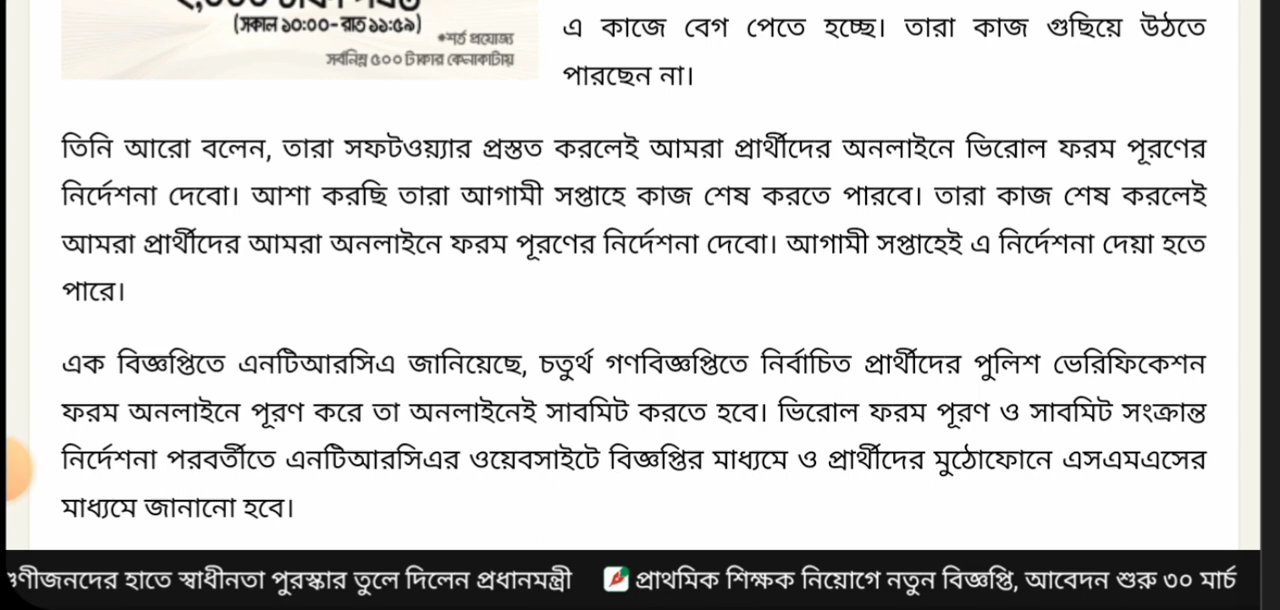 (সকাল ১০:০০- রাত ১১:৫৯)
*শর্ত প্রযোজ্য
সর্বনিম্ন ৫০০ টাকার কেনাকাটায়
এ কাজে বেগ পেতে হচ্ছে। তারা কাজ গুছিয়ে উঠতে
পারছেন না।
তিনি আরো বলেন, তারা সফটওয়্যার প্রস্তত করলেই আমরা প্রার্থীদের অনলাইনে ভিরোল ফরম পূরণের
নির্দেশনা দেবো। আশা করছি তারা আগামী সপ্তাহে কাজ শেষ করতে পারবে। তারা কাজ শেষ করলেই
আমরা প্রার্থীদের আমরা অনলাইনে ফরম পূরণের নির্দেশনা দেবো। আগামী সপ্তাহেই এ নির্দেশনা দেয়া হতে
পারে।
এক বিজ্ঞপ্তিতে এনটিআরসিএ জানিয়েছে, চতুর্থ গণবিজ্ঞপ্তিতে নির্বাচিত প্রার্থীদের পুলিশ ভেরিফিকেশন
ফরম অনলাইনে পূরণ করে তা অনলাইনেই সাবমিট করতে হবে। ভিরোল ফরম পূরণ ও সাবমিট সংক্রান্ত
নির্দেশনা পরবর্তীতে এনটিআরসিএর ওয়েবসাইটে বিজ্ঞপ্তির মাধ্যমে ও প্রার্থীদের মুঠোফোনে এসএমএসের
মাধ্যমে জানানো হবে।
ণীজনদের হাতে স্বাধীনতা পুরস্কার তুলে দিলেন প্রধানমন্ত্রী প্রাথমিক শিক্ষক নিয়োগে নতুন বিজ্ঞপ্তি, আবেদন শুরু ৩০ মার্চ